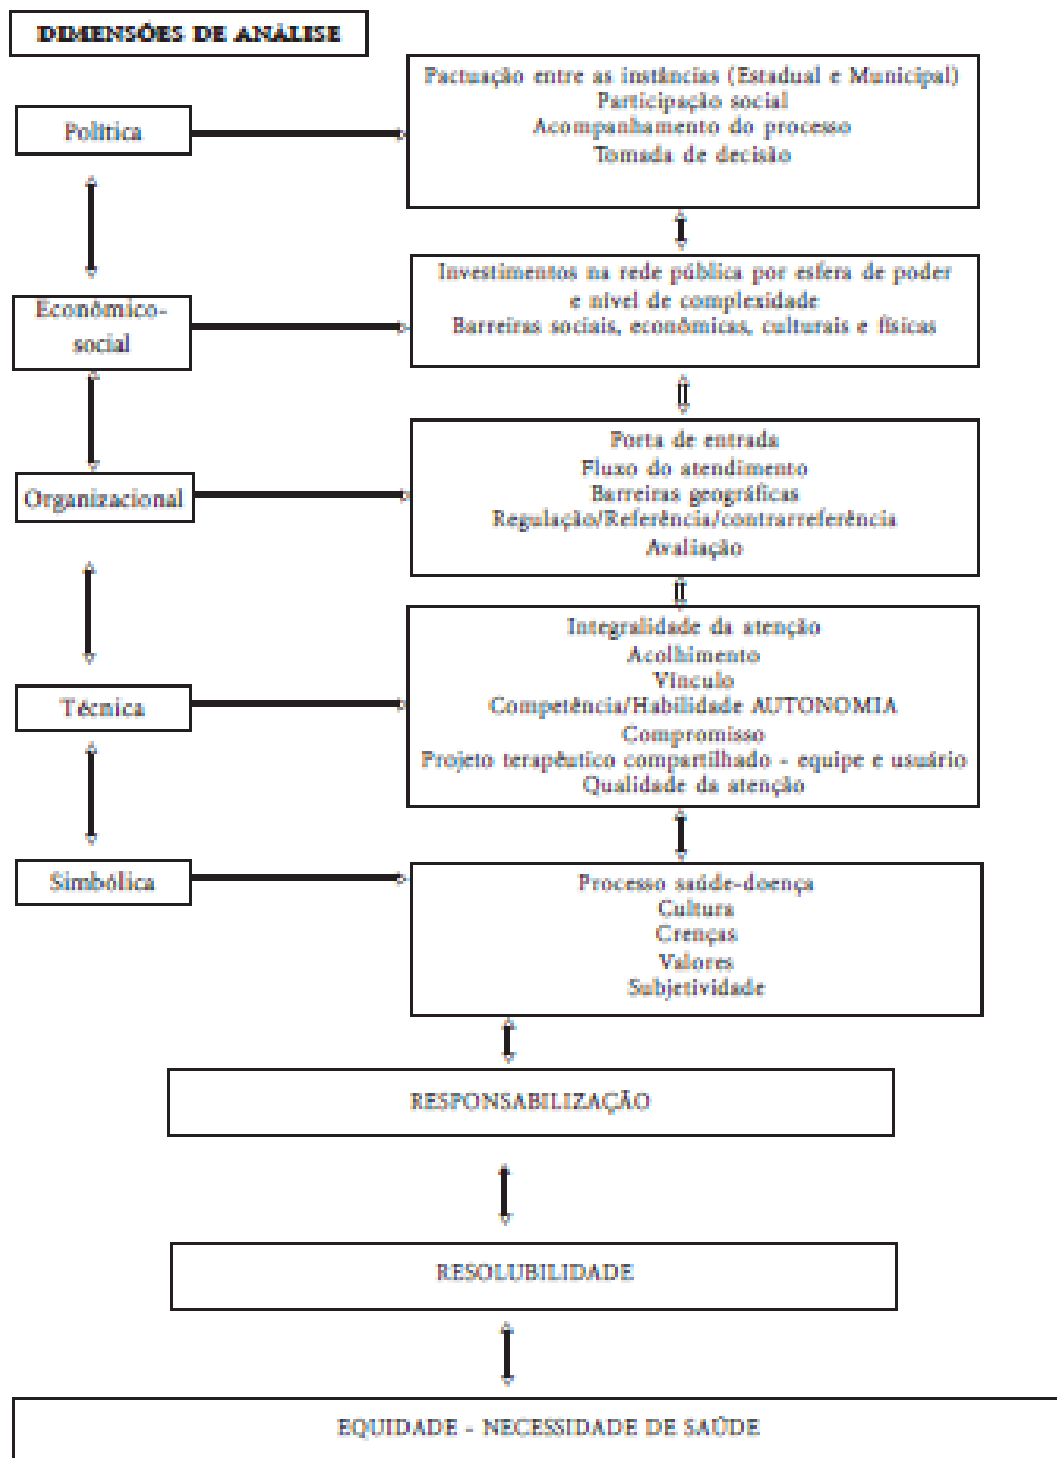 DIMENSÕES DE ANÁLISE
Política
Pactuação entre as instâncias (Estadual e Municipal)
Participação social
Acompanhamento do processo
Tomada de decisão
Econômico-
social
Investimentos na rede pública por esfera de poder
e nível de complexidade
Barreiras sociais, econômicas, culturais e físicas
Organizacional
Porta de entrada
Fluxo do atendimento
Barreiras geográficas
Regulação/Referência/contrarreferência
Avaliação
Técnica
Integralidade da atenção
Acolhimento
Vínculo
Competência/Habilidade AUTONOMIA
Compromisso
Projeto terapêutico compartilhado - equipe e usuário
Qualidade da atenção
Simbólica
Processo saúde-doença
Cultura
Crenças
Valores
Subjetividade
RESPONSABILIZAÇÃO
RESOLUBILIDADE
EQUIDADE - NECESSIDADE DE SAÚDE